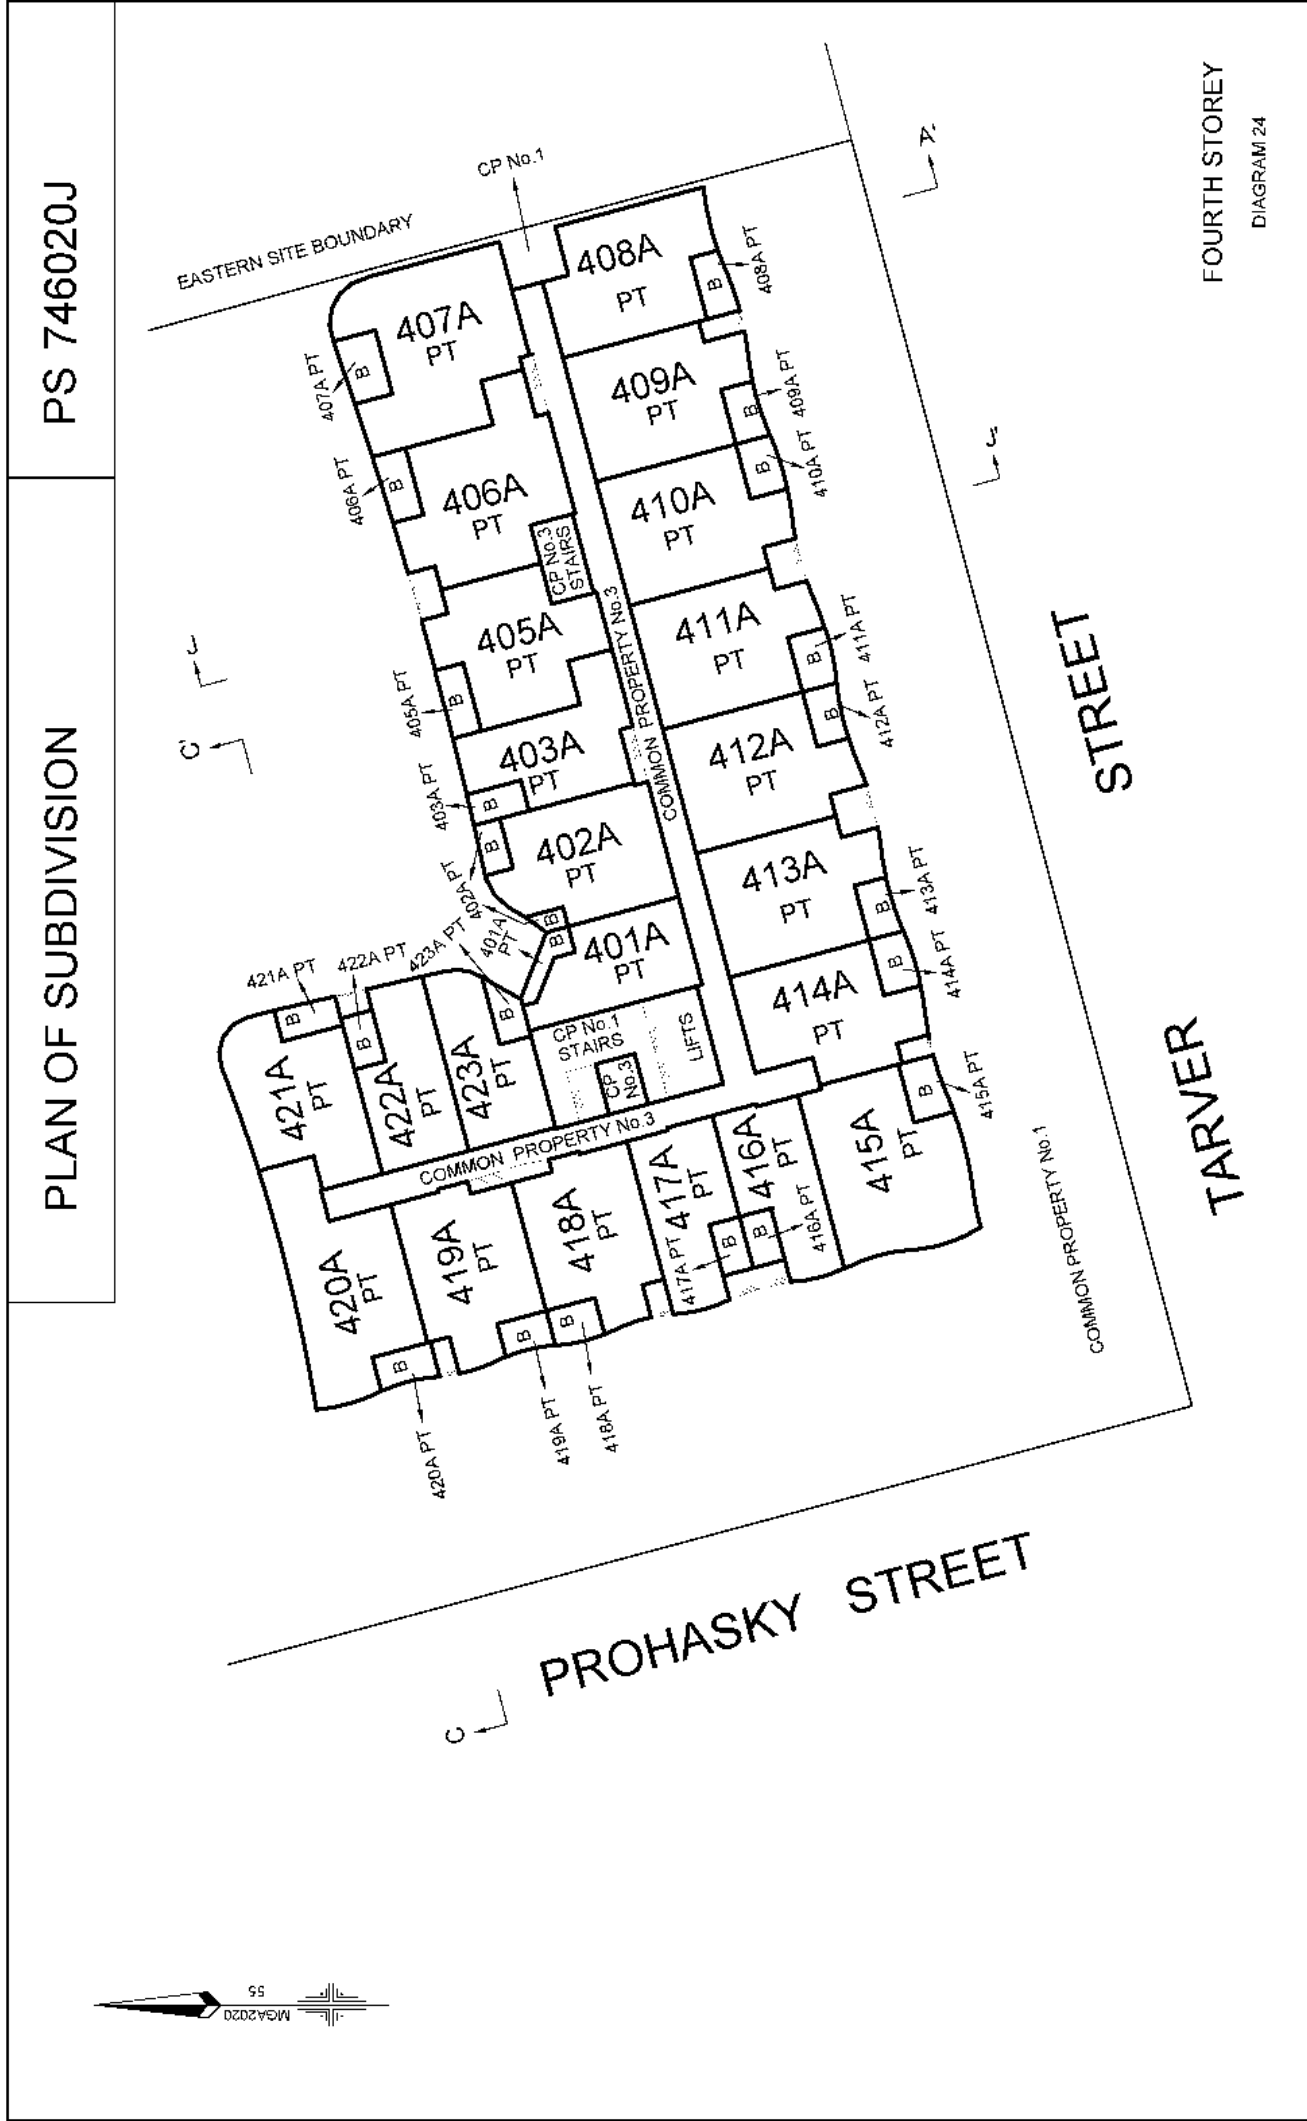 PLAN OF SUBDIVISION
PS 746020J
EASTERN SITE BOUNDARY
CP No.1
407A PT
B
407A
PT
406A PT
B
406A
PT
CP No.3
STAIRS
405A PT
B
405A
PT
403A PT
B
403A
PT
402A PT
B
B
402A
PT
401A
PT
B
401A
PT
423A PT
B
423A
PT
422A PT
B
422A
PT
421A PT
B
421A
PT
420A
PT
B
420A PT
419A
PT
B
419A PT
418A
PT
B
418A PT
417A
PT
B
417A PT
416A
PT
B
416A PT
415A
PT
B
415A PT
414A
PT
B
414A PT
413A
PT
B
413A PT
412A
PT
B
412A PT
411A
PT
B
411A PT
410A
PT
B
410A PT
409A
PT
B
409A PT
408A
PT
B
408A PT
COMMON PROPERTY No.3
COMMON PROPERTY No.3
CP No.1
STAIRS
CP
No.3
LIFTS
COMMON PROPERTY No.1
C'
J
C
A'
TARVER STREET
PROHASKY STREET
MGA2020
55
FOURTH STOREY
DIAGRAM 24